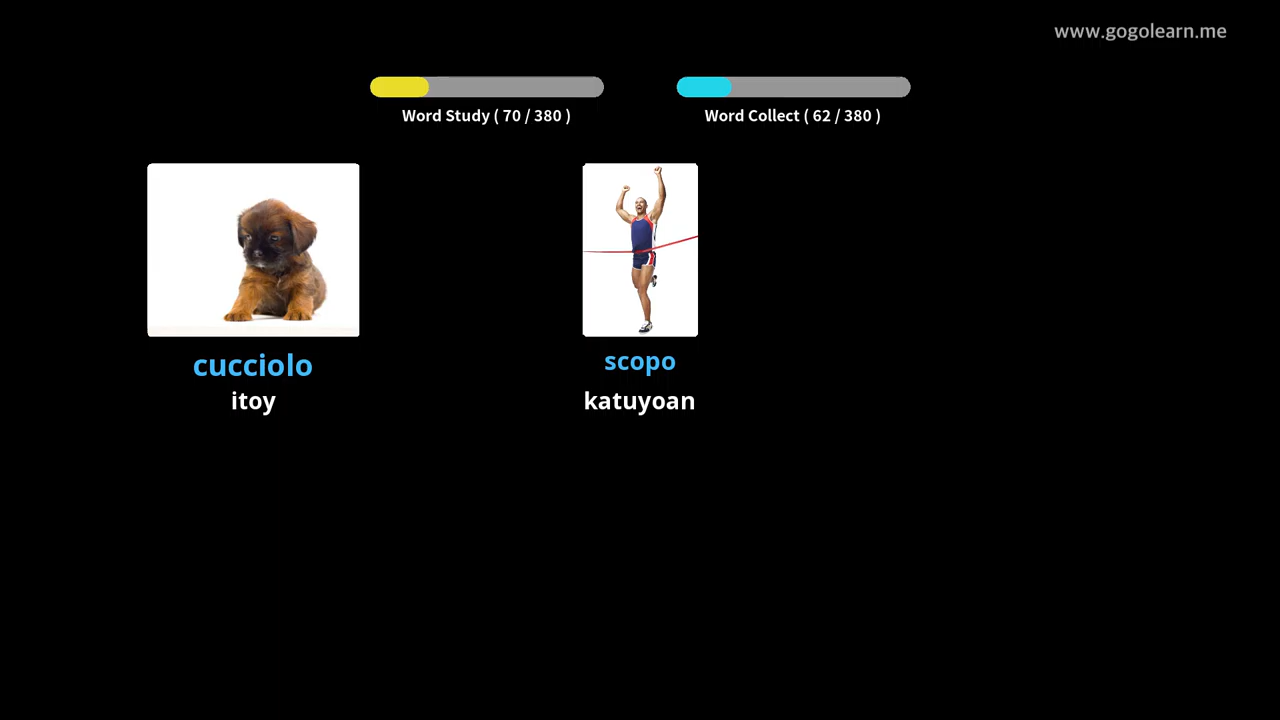 www.gogolearn.me
Word Study ( 70 / 380 )
Word Collect ( 62 / 380 )
cucciolo
itoy
scopo
katuyoan